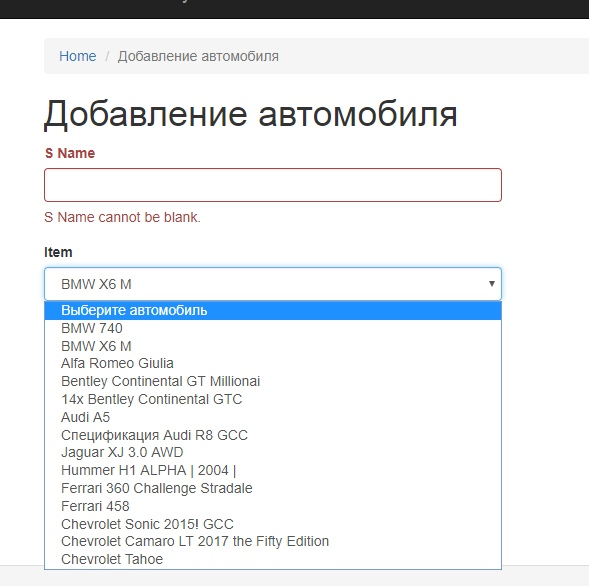 Home / Добавление автомобиля
Добавление автомобиля
S Name
S Name cannot be blank.
Item
BMW X6 M
Выберите автомобиль
BMW 740
BMW X6 M
Alfa Romeo Giulia
Bentley Continental GT Millionai
14x Bentley Continental GTC
Audi A5
Спецификация Audi R8 GCC
Jaguar XJ 3.0 AWD
Hummer H1 ALPHA | 2004 |
Ferrari 360 Challenge Stradale
Ferrari 458
Chevrolet Sonic 2015! GCC
Chevrolet Camaro LT 2017 the Fifty Edition
Chevrolet Tahoe